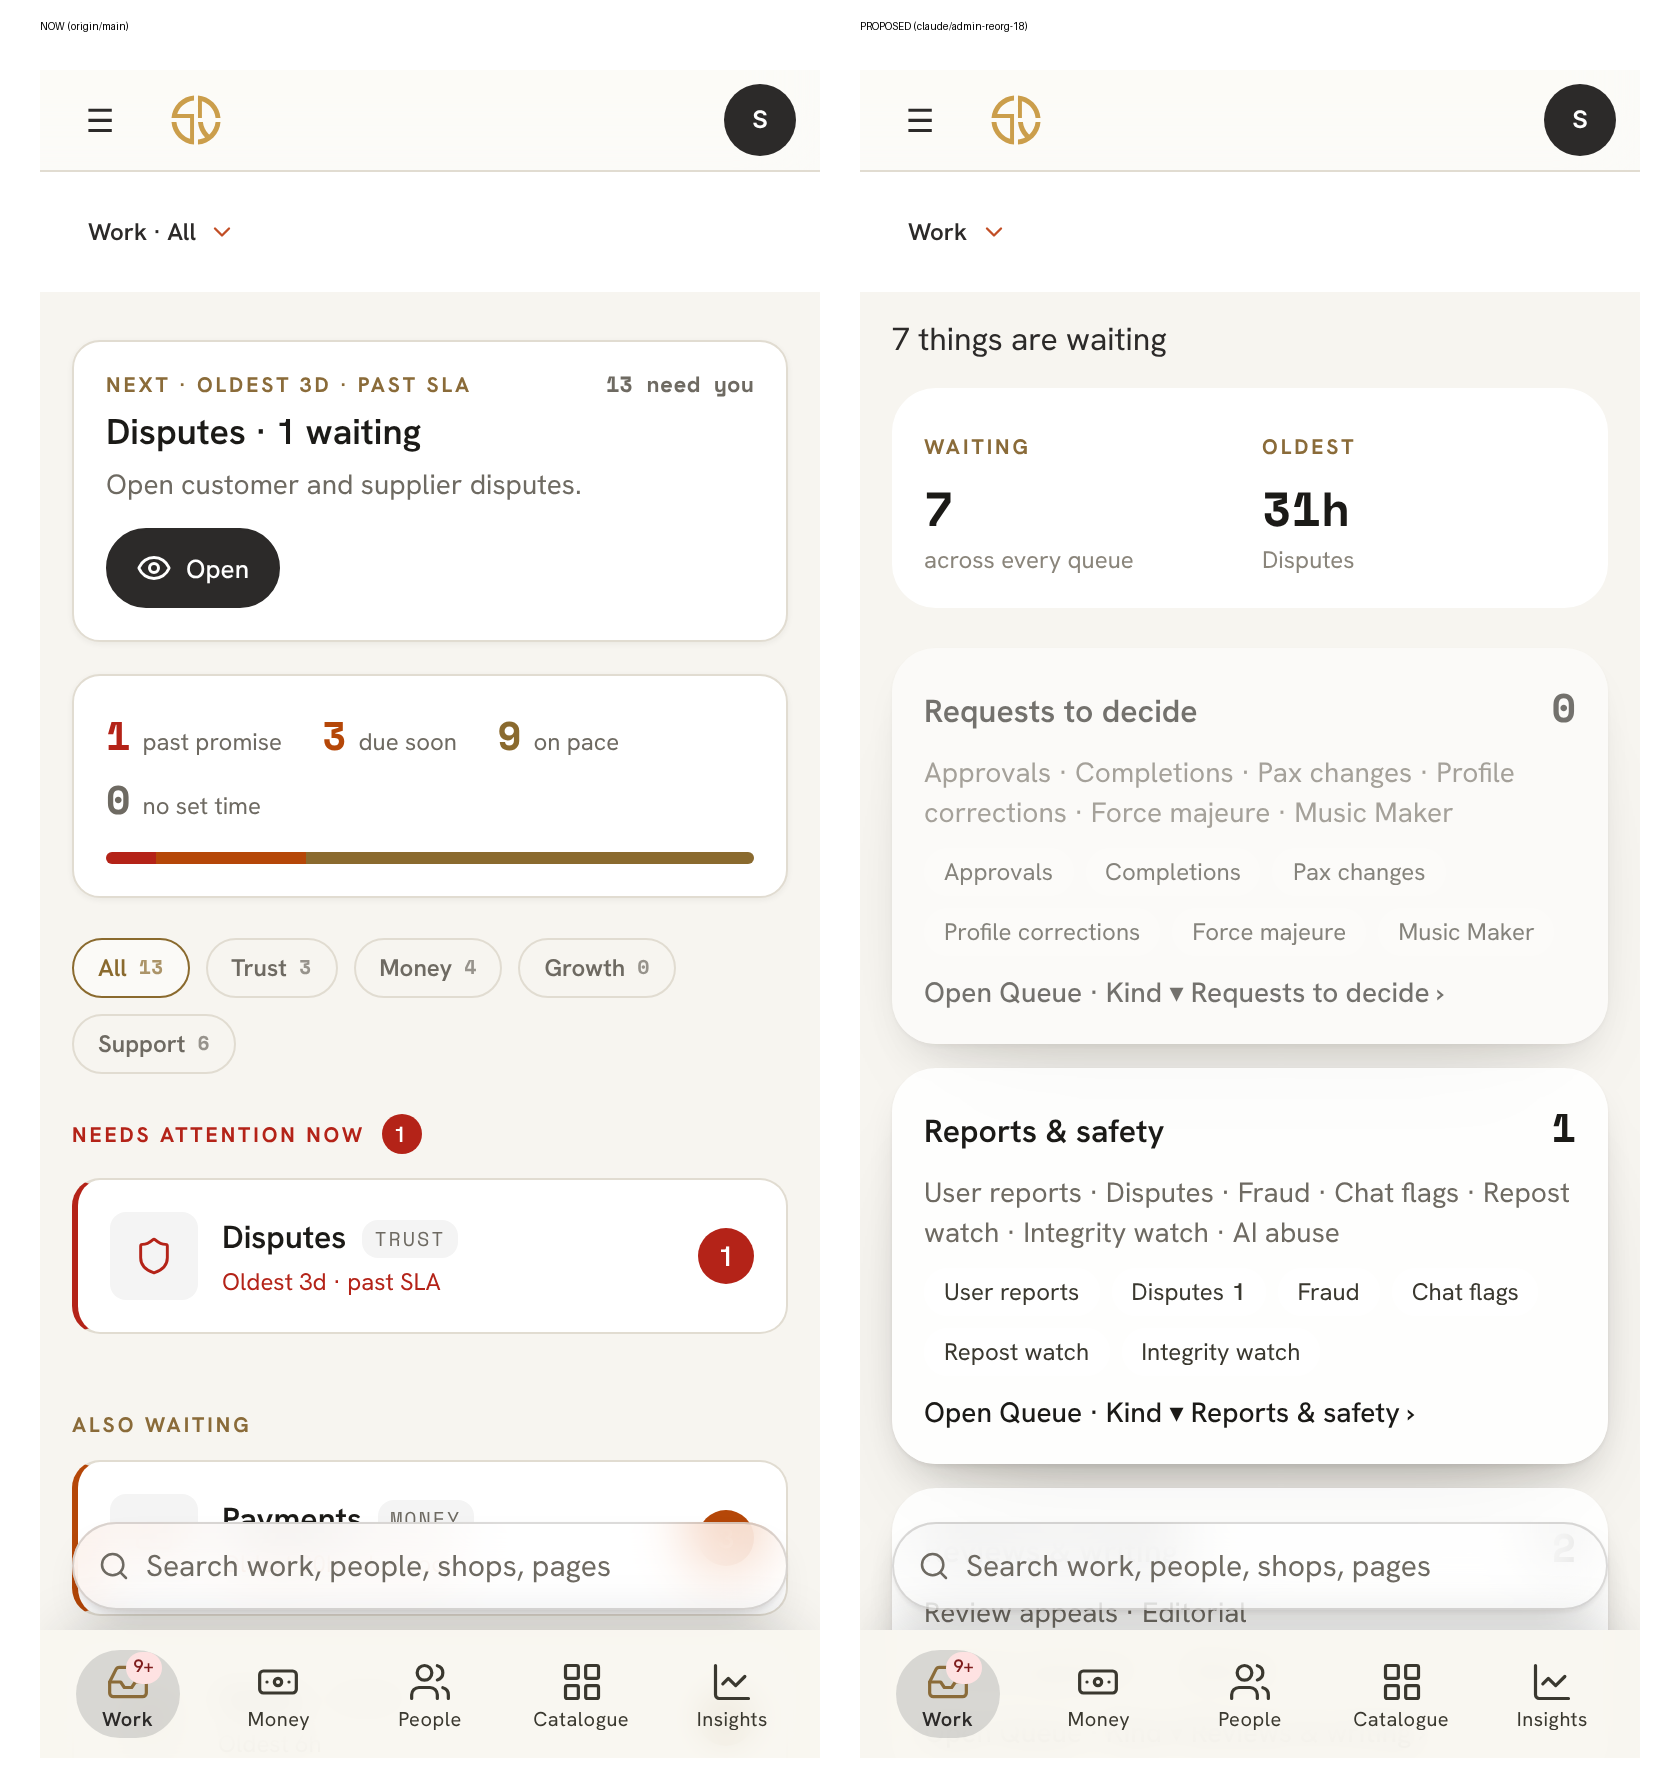 NOW (origin/main)
☰
S
Work · All
NEXT · OLDEST 3D · PAST SLA
13 need you
Disputes · 1 waiting
Open customer and supplier disputes.
Open
1 past promise 3 due soon 9 on pace
0 no set time
All 13 Trust 3 Money 4 Growth 0
Support 6
NEEDS ATTENTION NOW 1
Disputes TRUST
Oldest 3d · past SLA
1
ALSO WAITING
Payments MONEY
Search work, people, shops, pages
9+
Work Money People Catalogue Insights
PROPOSED (claude/admin-reorg-18)
☰
S
Work
7 things are waiting
WAITING OLDEST
7 31h
across every queue Disputes
Requests to decide 0
Approvals · Completions · Pax changes · Profile
corrections · Force majeure · Music Maker
Approvals Completions Pax changes
Profile corrections Force majeure Music Maker
Open Queue · Kind ▾ Requests to decide ›
Reports & safety 1
User reports · Disputes · Fraud · Chat flags · Repost
watch · Integrity watch · AI abuse
User reports Disputes 1 Fraud Chat flags
Repost watch Integrity watch
Open Queue · Kind ▾ Reports & safety ›
2
Search work, people, shops, pages
Review appeals · Editorial
9+
Work Money People Catalogue Insights